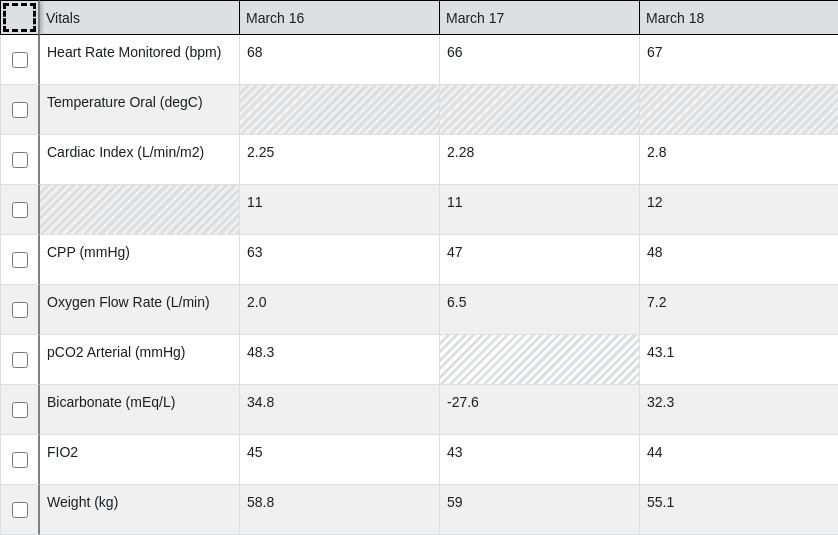 Vitals March 16 March 17 March 18
Heart Rate Monitored (bpm) 68 66 67
Temperature Oral (degC)
Cardiac Index (L/min/m2) 2.25 2.28 2.8
11 11 12
CPP (mmHg) 63 47 48
Oxygen Flow Rate (L/min) 2.0 6.5 7.2
pCO2 Arterial (mmHg) 48.3 43.1
Bicarbonate (mEq/L) 34.8 -27.6 32.3
FIO2 45 43 44
Weight (kg) 58.8 59 55.1